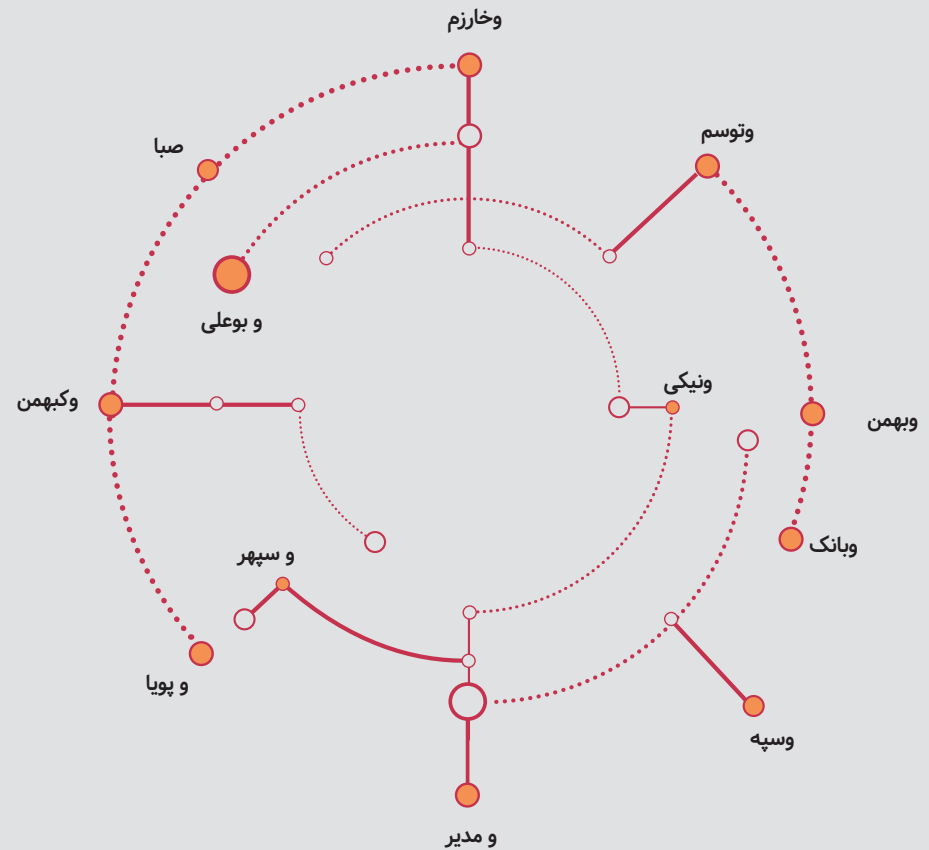 وخارزم
وتوسم
صبا
و بوعلی
ونیکی
وکبهمن
وبهمن
وبانک
و سپهر
و پویا
وسپه
و مدیر